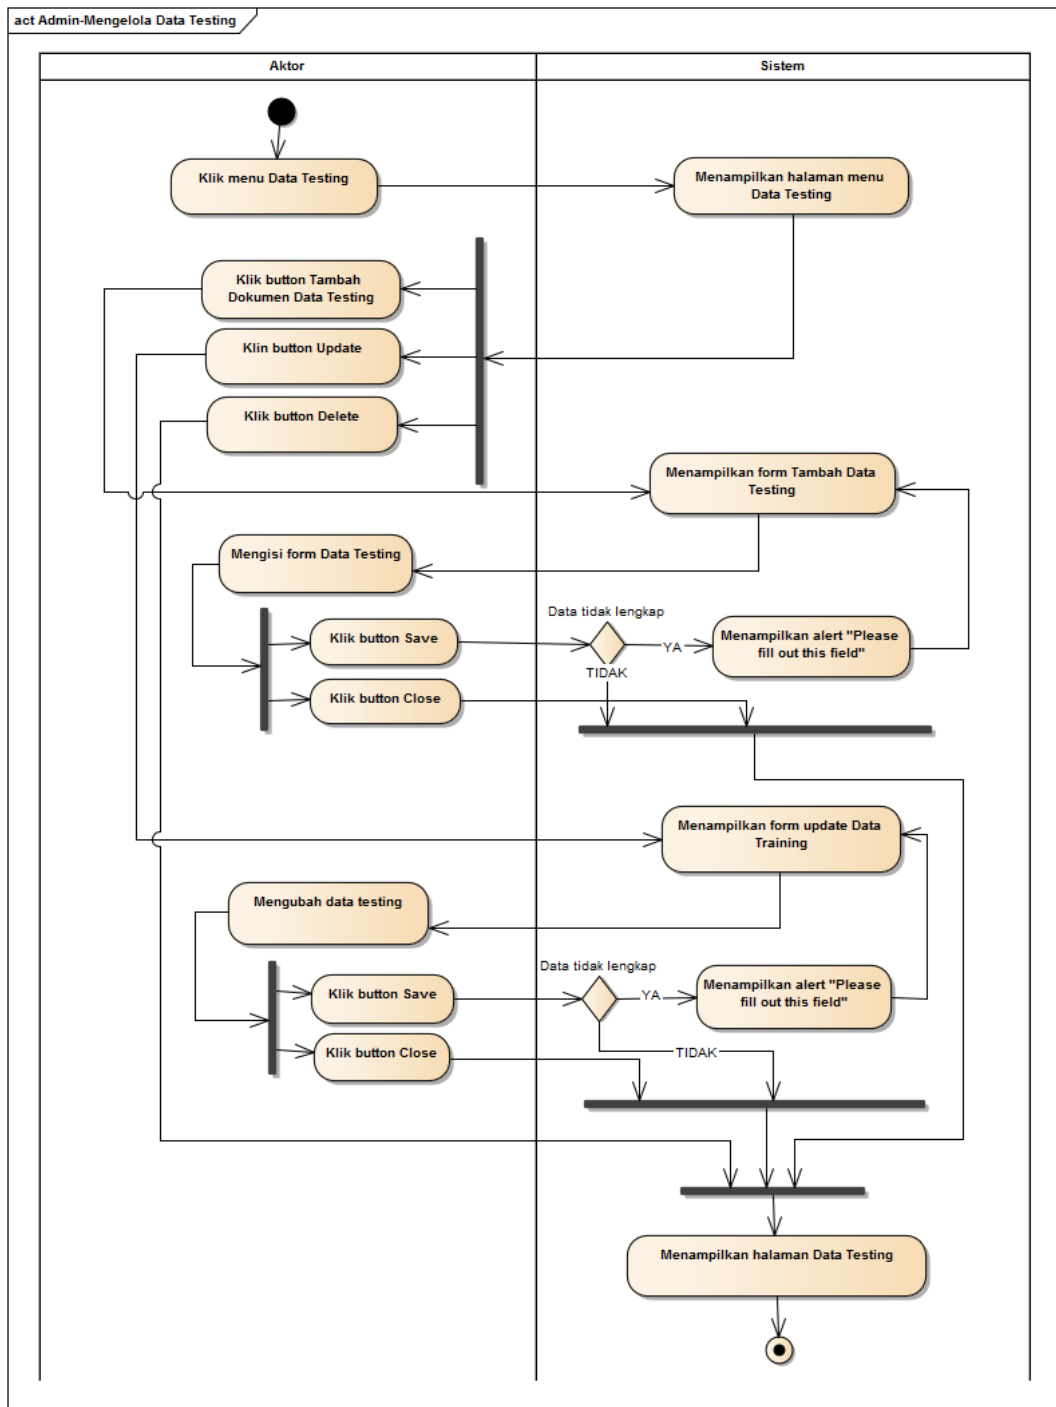 act Admin-Mengelola Data Testing
Aktor
Sistem
Klik menu Data Testing
Menampilkan halaman menu
Data Testing
Klik button Tambah
Dokumen Data Testing
Klin button Update
Klik button Delete
Menampilkan form Tambah Data
Testing
Mengisi form Data Testing
Data tidak lengkap
Klik button Save
YA
Menampilkan alert "Please
fill out this field"
TIDAK
Klik button Close
Menampilkan form update Data
Training
Mengubah data testing
Data tidak lengkap
Klik button Save
YA
Menampilkan alert "Please
fill out this field"
Klik button Close
TIDAK
Menampilkan halaman Data Testing